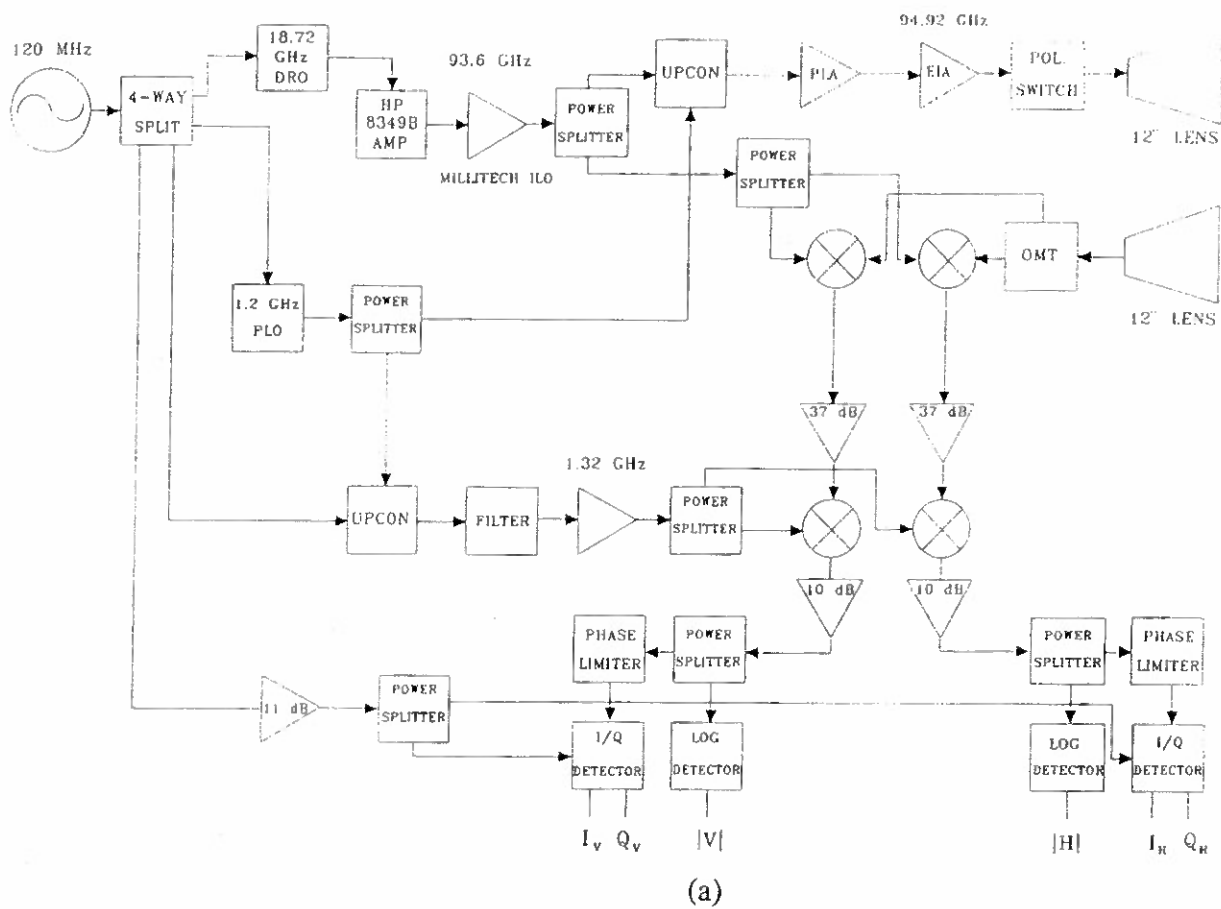 94.92 GHz
120 MHz
18.72
GHz
DRO
93.6 GHz
4-WAY
SPLIT
HP
8349B
AMP
POWER
SPLITTER
UPCON
EIA
POL.
SWITCH
12" LENS
MILLITECH ILO
POWER
SPLITTER
OMT
12" LENS
1.2 GHz
PLO
POWER
SPLITTER
37 dB
37 dB
1.32 GHz
UPCON
FILTER
POWER
SPLITTER
10 dB
10 dB
PHASE
LIMITER
POWER
SPLITTER
POWER
SPLITTER
PHASE
LIMITER
11 dB
POWER
SPLITTER
I/Q
DETECTOR
LOG
DETECTOR
LOG
DETECTOR
I/Q
DETECTOR
I_V Q_V
|V|
|H|
I_H Q_H
(a)